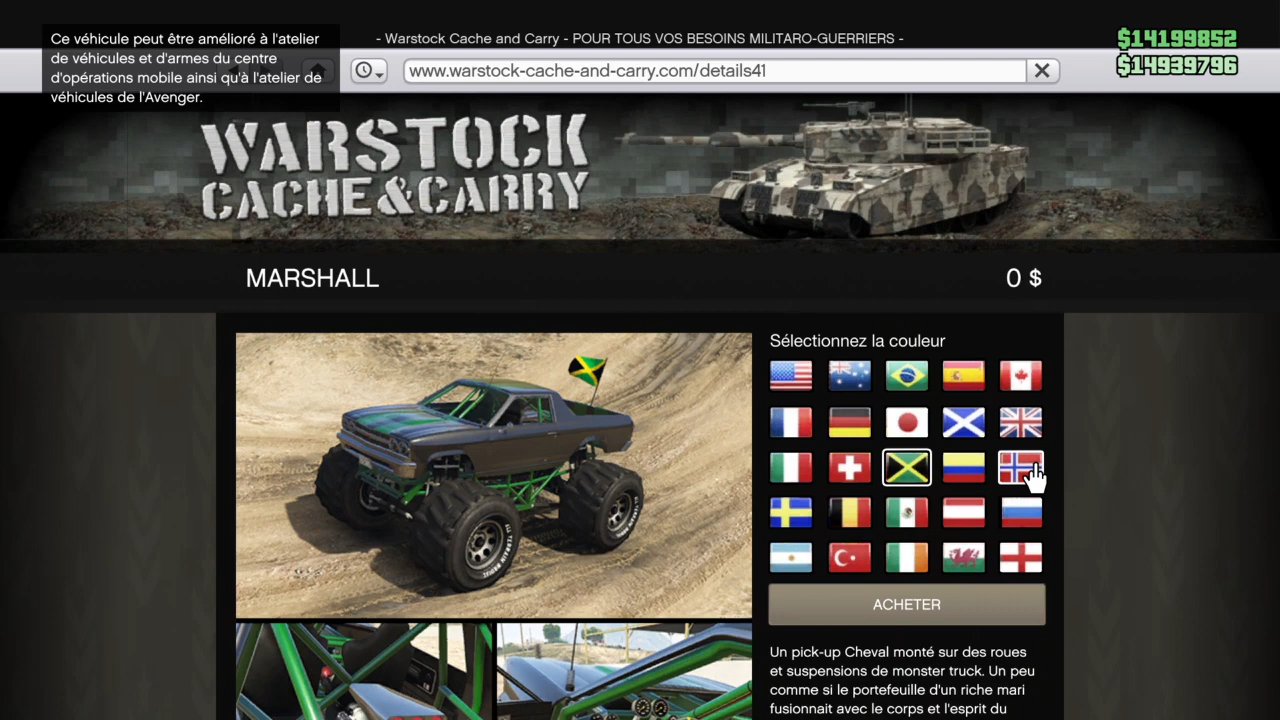 Ce véhicule peut être amélioré à l'atelier
de véhicules et d'armes du centre
d'opérations mobile ainsi qu'à l'atelier de
véhicules de l'Avenger.
- Warstock Cache and Carry - POUR TOUS VOS BESOINS MILITARO-GUERRIERS -
$14199852
$14939796
www.warstock-cache-and-carry.com/details41
WARSTOCK
CACHE&CARRY
MARSHALL
0 $
Sélectionnez la couleur
ACHETER
Un pick-up Cheval monté sur des roues
et suspensions de monster truck. Un peu
comme si le portefeuille d'un riche mari
fusionnait avec le corps et l'esprit du